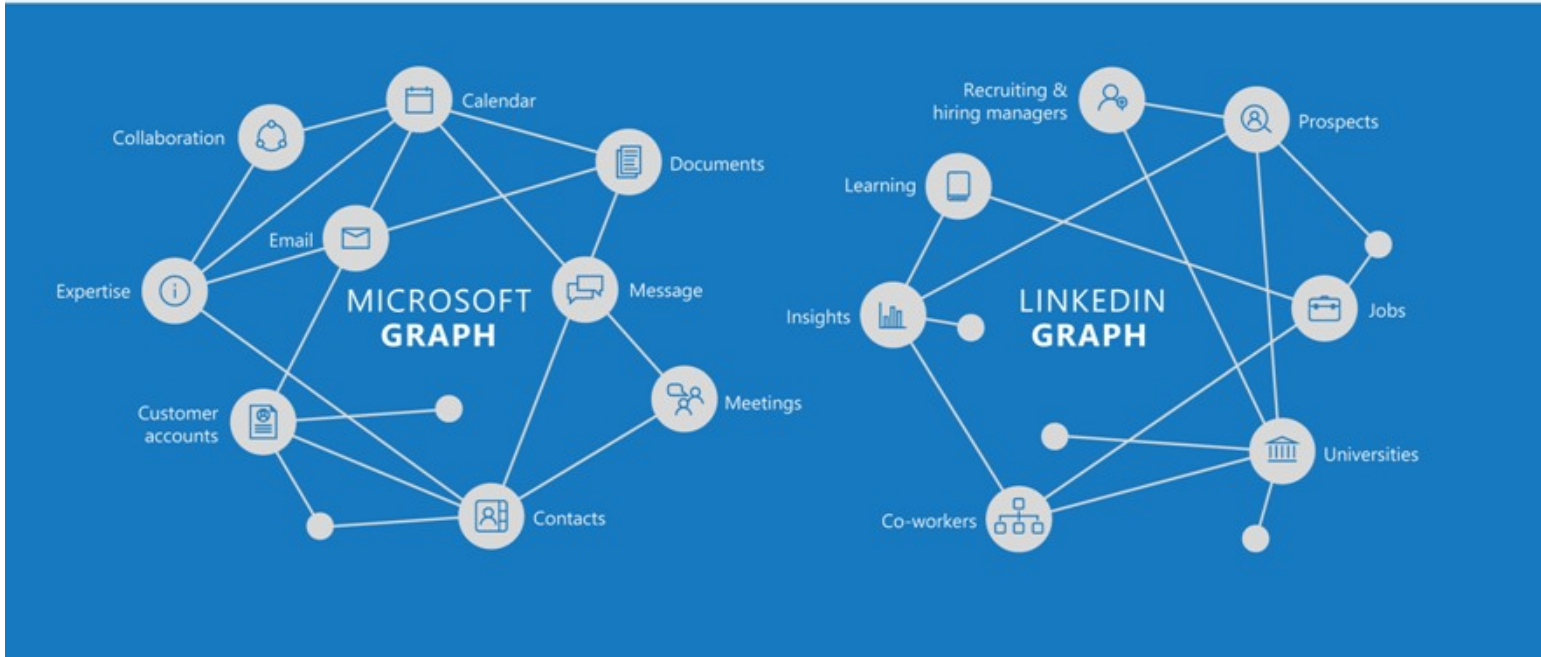 Calendar
Collaboration
Documents
Email
Expertise
MICROSOFT
GRAPH
Message
Customer
accounts
Meetings
Contacts
Recruiting &
hiring managers
Prospects
Learning
Insights
LINKEDIN
GRAPH
Jobs
Universities
Co-workers